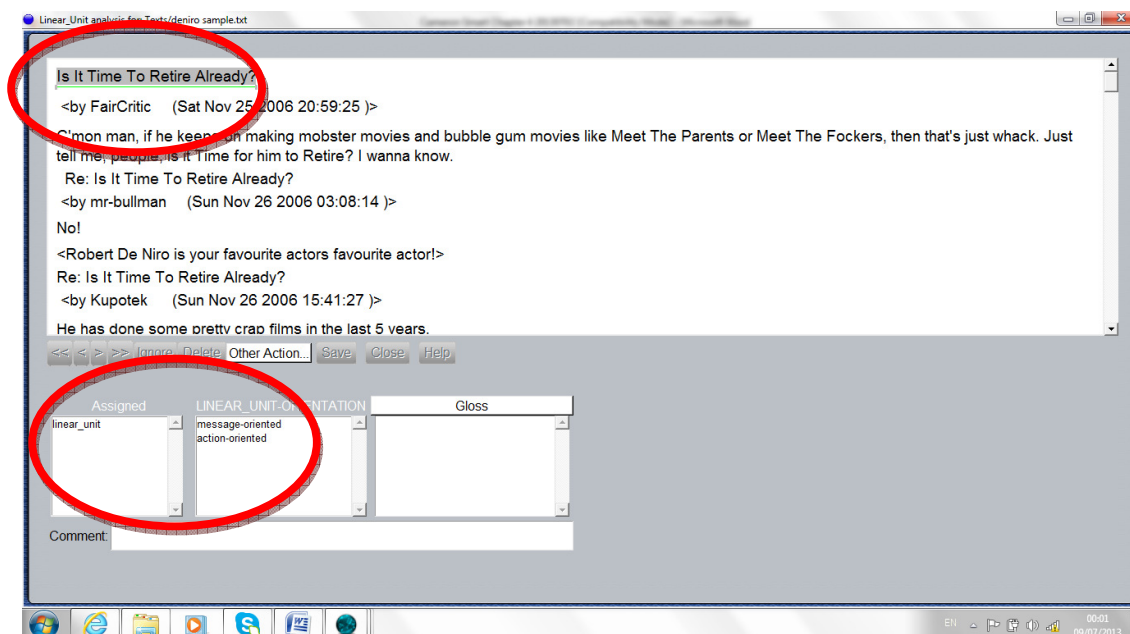 Linear_Unit analysis for Texts/deniro sample.txt
Is It Time To Retire Already?
<by FairCritic (Sat Nov 25 2006 20:59:25 )>
C'mon man, if he keeps on making mobster movies and bubble gum movies like Meet The Parents or Meet The Fockers, then that's just whack. Just
tell me, people, Is it Time for him to Retire? I wanna know.
Re: Is It Time To Retire Already?
<by mr-bullman (Sun Nov 26 2006 03:08:14 )>
No!
<Robert De Niro is your favourite actors favourite actor!>
Re: Is It Time To Retire Already?
<by Kupotek (Sun Nov 26 2006 15:41:27 )>
He has done some pretty crap films in the last 5 years.
<< < > >> Ignore Delete Other Action... Save Close Help
Assigned LINEAR_UNIT-ORIENTATION Gloss
linear_unit message-oriented
action-oriented
Comment:
EN 00:01
09/07/2013